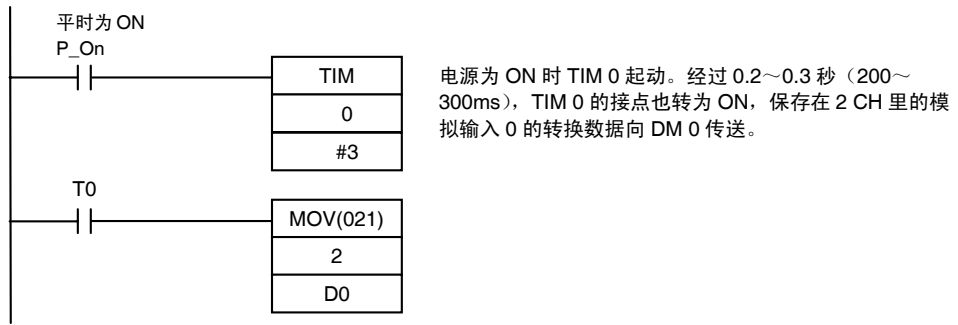 平时为 ON
P_On
TIM
0
#3
电源为 ON 时 TIM 0 起动。经过 0.2～0.3 秒（200～
300ms），TIM 0 的接点也转为 ON，保存在 2 CH 里的模
拟输入 0 的转换数据向 DM 0 传送。
T0
MOV(021)
2
D0